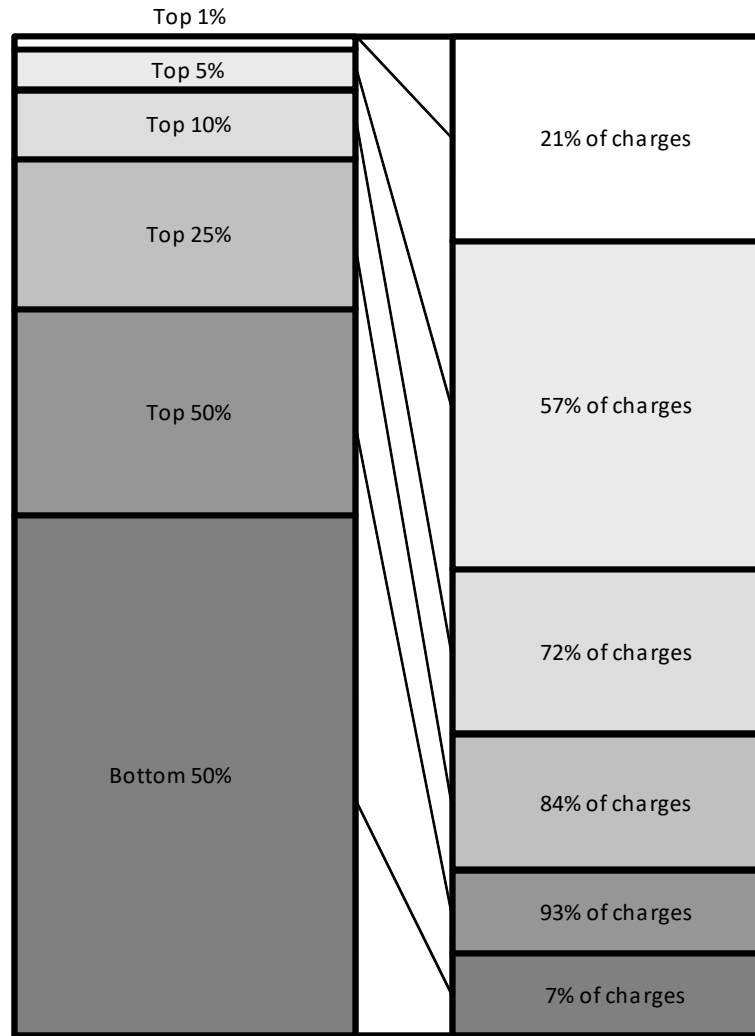 Top 1%
Top 5%
Top 10%
Top 25%
Top 50%
Bottom 50%
21% of charges
57% of charges
72% of charges
84% of charges
93% of charges
7% of charges